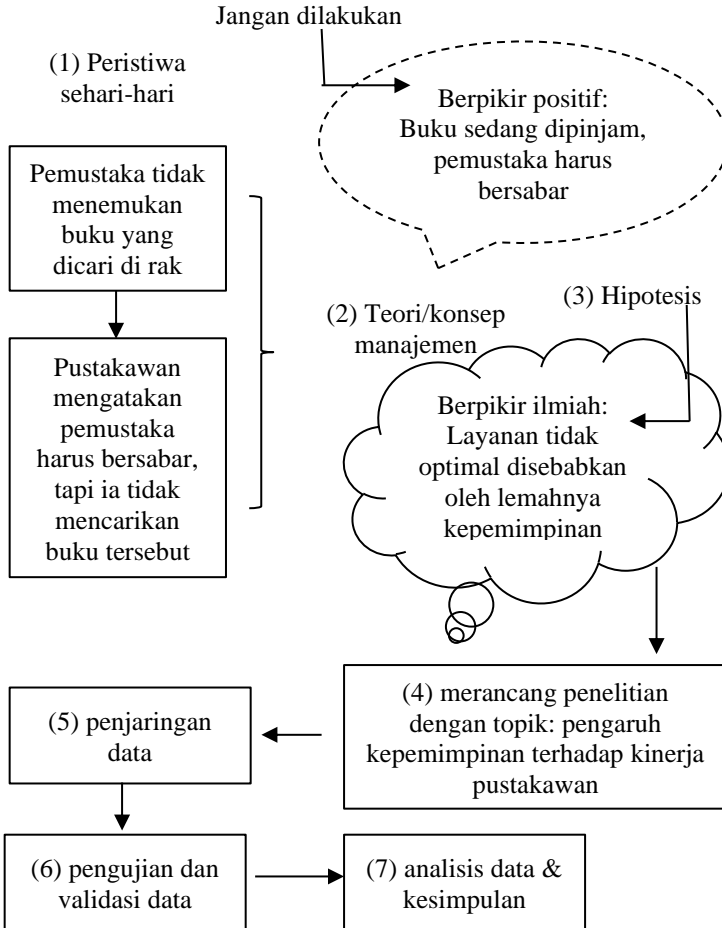 Jangan dilakukan
(1) Peristiwa
sehari-hari
Berpikir positif:
Buku sedang dipinjam,
pemustaka harus
bersabar
Pemustaka tidak
menemukan
buku yang
dicari di rak
Pustakawan
mengatakan
pemustaka
harus bersabar,
tapi ia tidak
mencarikan
buku tersebut
(2) Teori/konsep
manajemen
(3) Hipotesis
Berpikir ilmiah:
Layanan tidak
optimal disebabkan
oleh lemahnya
kepemimpinan
(4) merancang penelitian
dengan topik: pengaruh
kepemimpinan terhadap kinerja
pustakawan
(5) penjaringan
data
(6) pengujian dan
validasi data
(7) analisis data &
kesimpulan